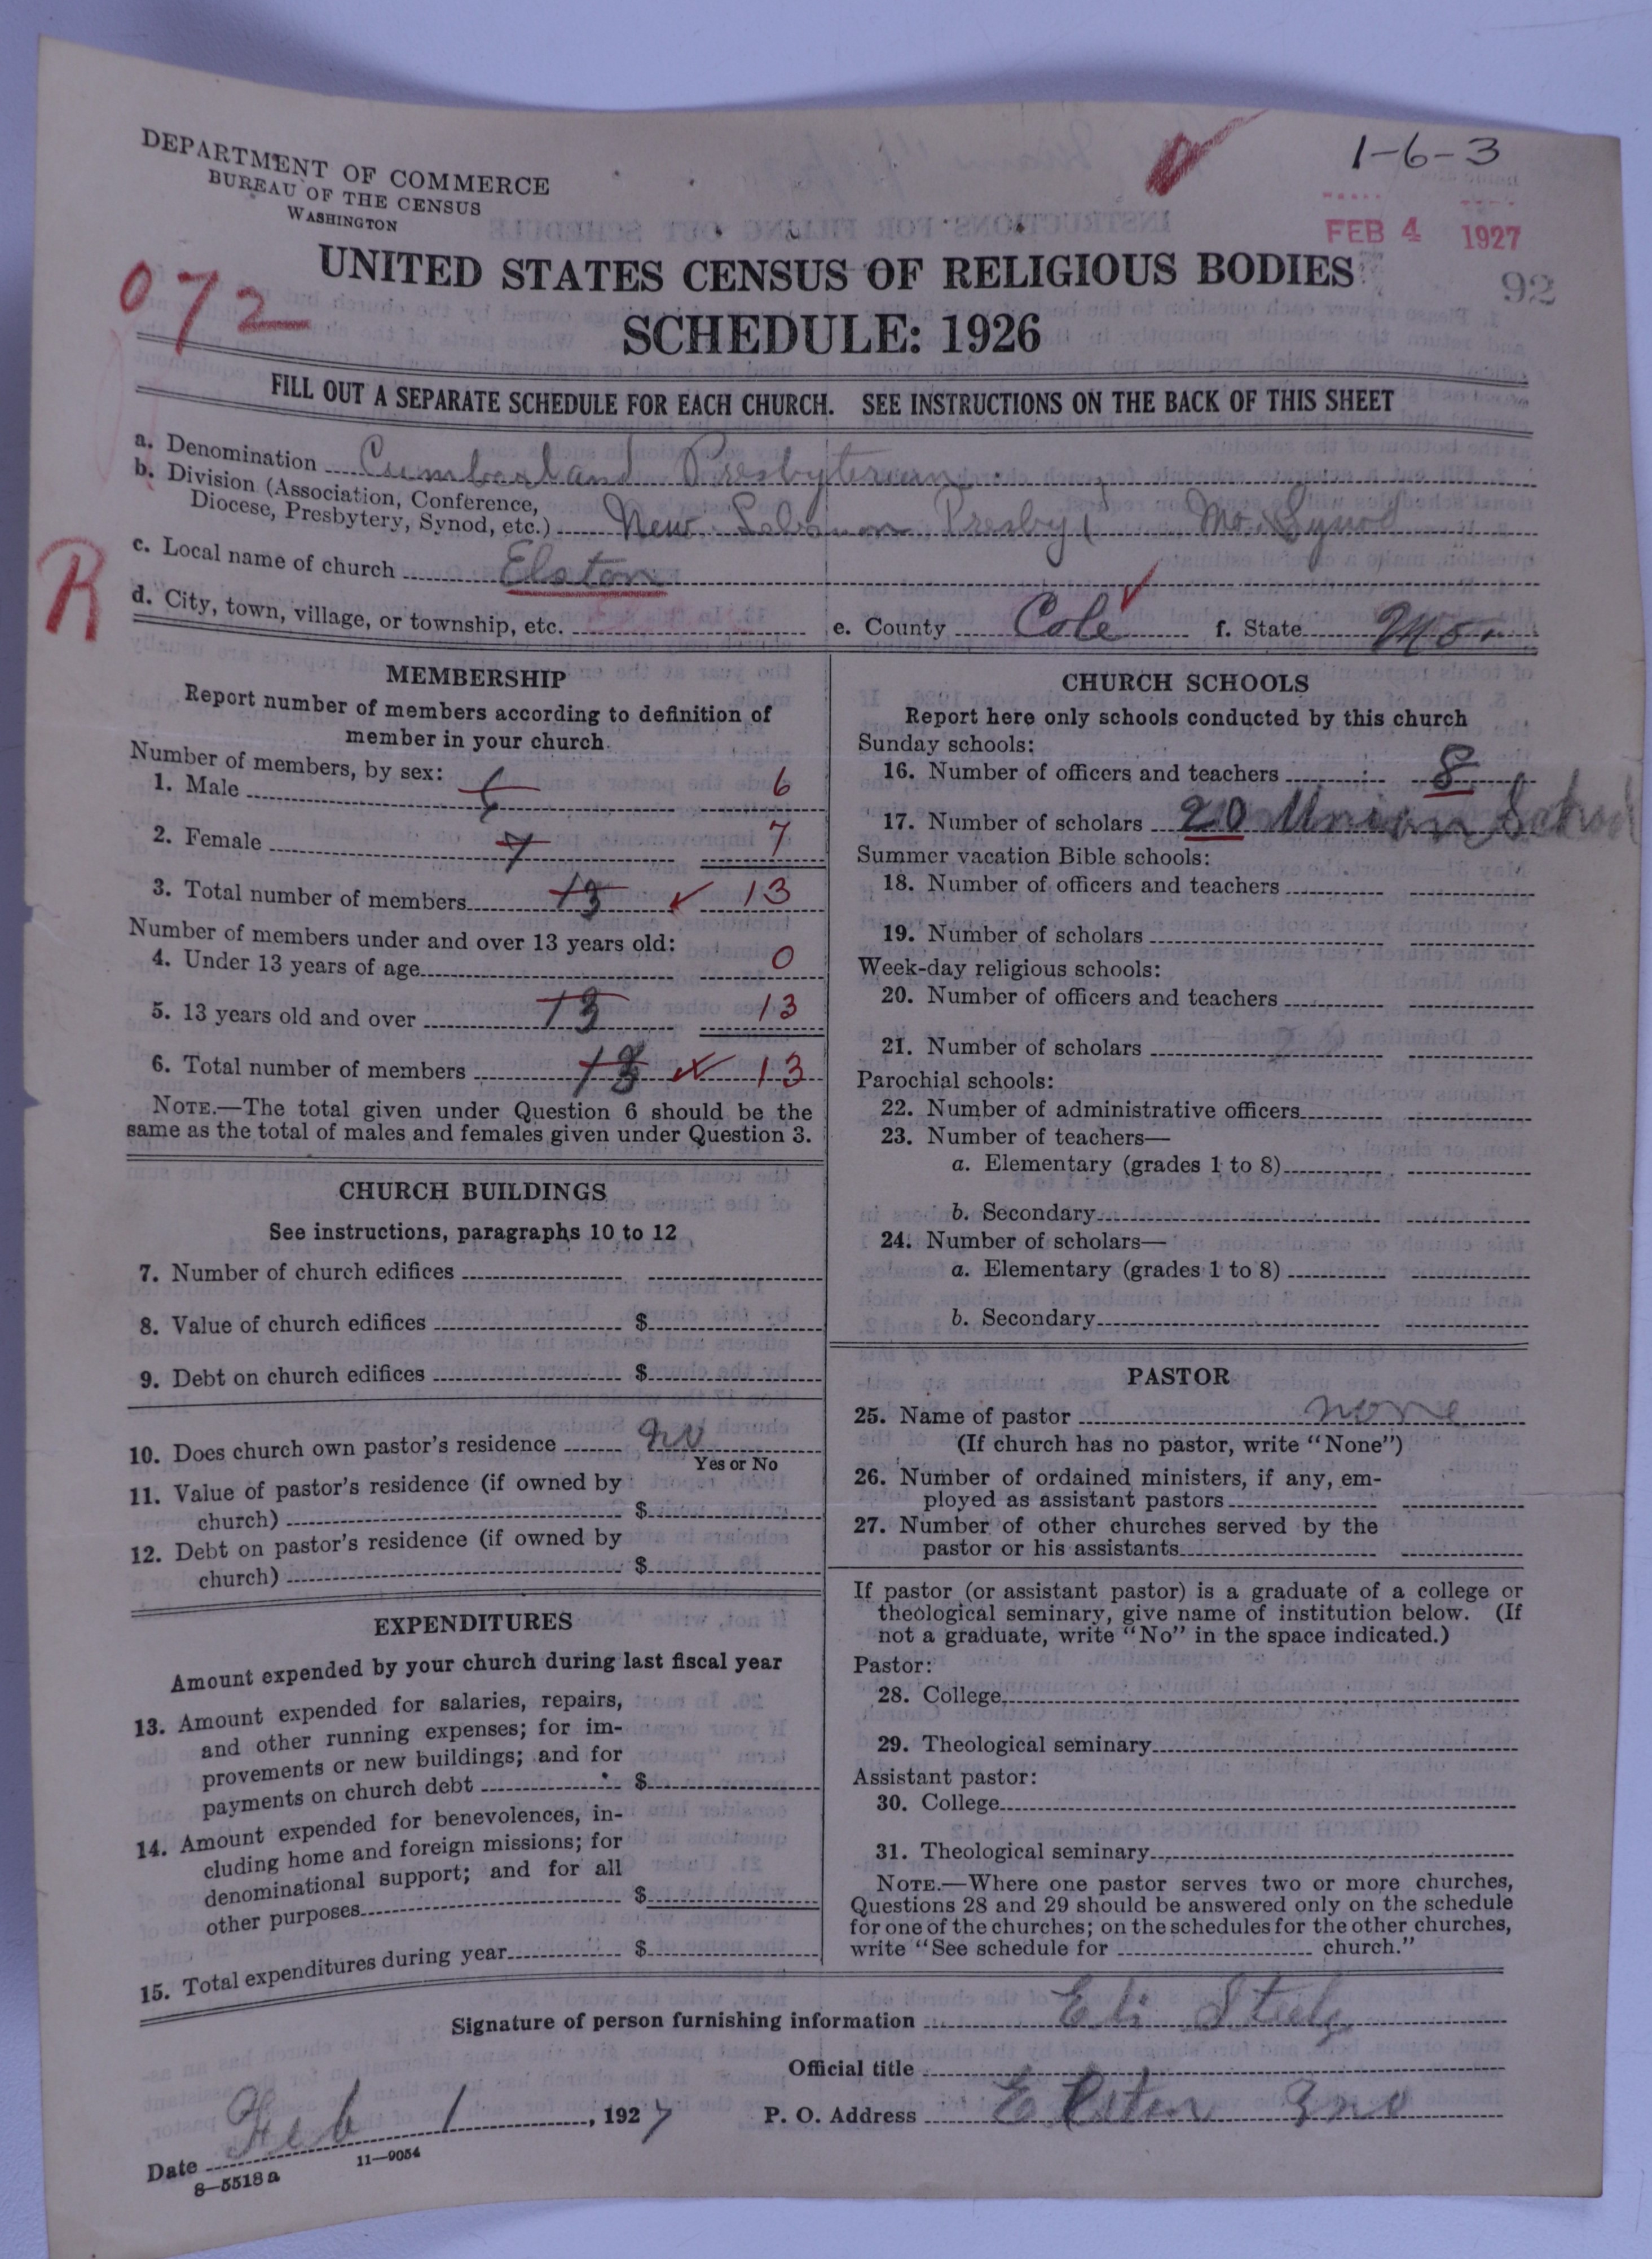 1-6-3
DEPARTMENT OF COMMERCE
BUREAU OF THE CENSUS
WASHINGTON
FEB 4 1927
92
072
UNITED STATES CENSUS OF RELIGIOUS BODIES
SCHEDULE: 1926
FILL OUT A SEPARATE SCHEDULE FOR EACH CHURCH. SEE INSTRUCTIONS ON THE BACK OF THIS SHEET
a. Denomination Cumberland Presbyterian
b. Division (Association, Conference,
Diocese, Presbytery, Synod, etc.) New Lebanon Presby Mo. Synod
R
c. Local name of church Elston
d. City, town, village, or township, etc. e. County Cole f. State Mo.
MEMBERSHIP
Report number of members according to definition of
member in your church.
Number of members, by sex:
1. Male 6 6
2. Female 7 7
3. Total number of members 13 13
Number of members under and over 13 years old:
4. Under 13 years of age 0
5. 13 years old and over 13 13
6. Total number of members 13 13
NOTE.—The total given under Question 6 should be the
same as the total of males and females given under Question 3.
CHURCH BUILDINGS
See instructions, paragraphs 10 to 12
7. Number of church edifices
8. Value of church edifices $
9. Debt on church edifices $
10. Does church own pastor's residence no
Yes or No
11. Value of pastor's residence (if owned by
church) $
12. Debt on pastor's residence (if owned by
church) $
EXPENDITURES
Amount expended by your church during last fiscal year
13. Amount expended for salaries, repairs,
and other running expenses; for im-
provements or new buildings; and for
payments on church debt $
14. Amount expended for benevolences, in-
cluding home and foreign missions; for
denominational support; and for all
other purposes $
15. Total expenditures during year $
CHURCH SCHOOLS
Report here only schools conducted by this church
Sunday schools:
16. Number of officers and teachers 8
17. Number of scholars 20 Union School
Summer vacation Bible schools:
18. Number of officers and teachers
19. Number of scholars
Week-day religious schools:
20. Number of officers and teachers
21. Number of scholars
Parochial schools:
22. Number of administrative officers
23. Number of teachers—
a. Elementary (grades 1 to 8)
b. Secondary
24. Number of scholars—
a. Elementary (grades 1 to 8)
b. Secondary
PASTOR
25. Name of pastor none
(If church has no pastor, write "None")
26. Number of ordained ministers, if any, em-
ployed as assistant pastors
27. Number of other churches served by the
pastor or his assistants
If pastor (or assistant pastor) is a graduate of a college or
theological seminary, give name of institution below. (If
not a graduate, write "No" in the space indicated.)
Pastor:
28. College
29. Theological seminary
Assistant pastor:
30. College
31. Theological seminary
NOTE.—Where one pastor serves two or more churches,
Questions 28 and 29 should be answered only on the schedule
for one of the churches; on the schedules for the other churches,
write "See schedule for church."
Signature of person furnishing information Eli Steele
Official title
Date Feb 1, 1927 P. O. Address Elston Mo
8—5518 a 11—9054